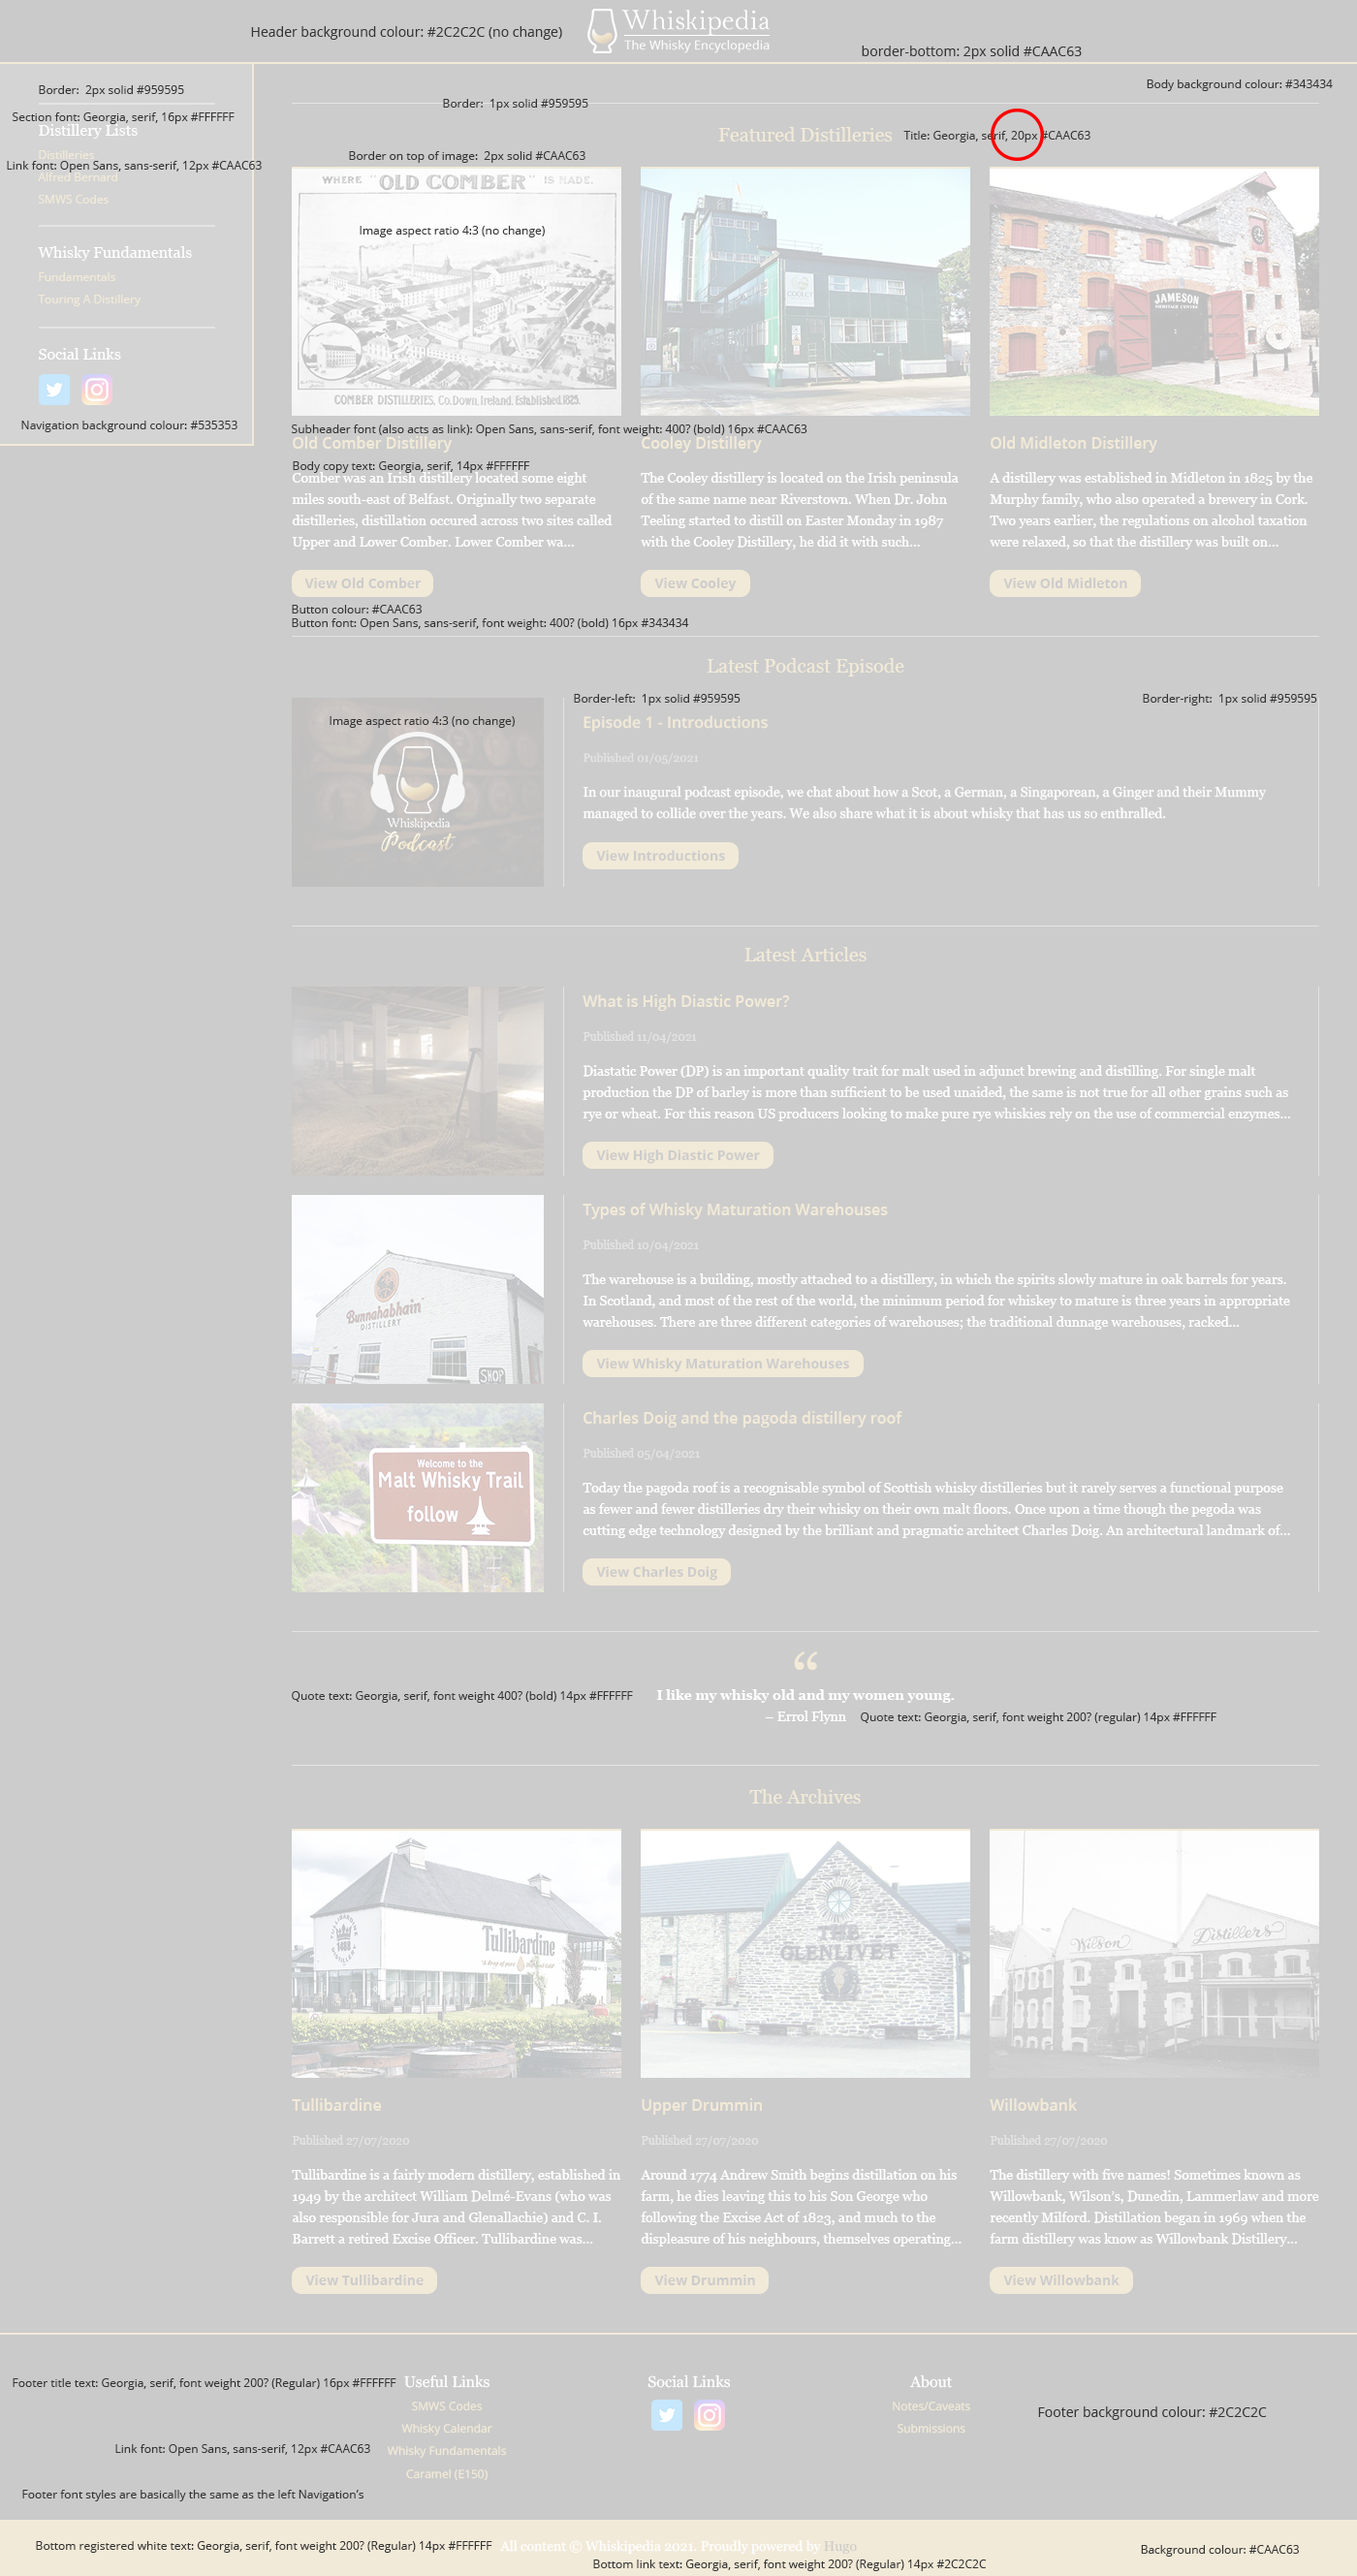 Header background colour: #2C2C2C (no change)
Whiskipedia
The Whisky Encyclopedia
border-bottom: 2px solid #CAAC63
Body background colour: #343434
Border:  2px solid #959595
Section font: Georgia, serif, 16px #FFFFFF
Distillery Lists
Distilleries
Link font: Open Sans, sans-serif, 12px #CAAC63
Alfred Bernard
SMWS Codes
Whisky Fundamentals
Fundamentals
Touring A Distillery
Social Links
Navigation background colour: #535353
Border:  1px solid #959595
Featured Distilleries
Title: Georgia, serif, 20px #CAAC63
Border on top of image:  2px solid #CAAC63
WHERE "OLD COMBER" IS MADE.
Image aspect ratio 4:3 (no change)
COMBER DISTILLERIES, Co. Down, Ireland. Established 1825.
COOLEY
JAMESON
HERITAGE CENTRE
Subheader font (also acts as link): Open Sans, sans-serif, font weight: 400? (bold) 16px #CAAC63
Old Comber Distillery
Body copy text: Georgia, serif, 14px #FFFFFF
Comber was an Irish distillery located some eight
miles south-east of Belfast. Originally two separate
distilleries, distillation occured across two sites called
Upper and Lower Comber. Lower Comber wa...
View Old Comber
Cooley Distillery
The Cooley distillery is located on the Irish peninsula
of the same name near Riverstown. When Dr. John
Teeling started to distill on Easter Monday in 1987
with the Cooley Distillery, he did it with such...
View Cooley
Old Midleton Distillery
A distillery was established in Midleton in 1825 by the
Murphy family, who also operated a brewery in Cork.
Two years earlier, the regulations on alcohol taxation
were relaxed, so that the distillery was built on...
View Old Midleton
Button colour: #CAAC63
Button font: Open Sans, sans-serif, font weight: 400? (bold) 16px #343434
Latest Podcast Episode
Border-left:  1px solid #959595
Border-right:  1px solid #959595
Image aspect ratio 4:3 (no change)
Whiskipedia
Podcast
Episode 1 - Introductions
Published 01/05/2021
In our inaugural podcast episode, we chat about how a Scot, a German, a Singaporean, a Ginger and their Mummy
managed to collide over the years. We also share what it is about whisky that has us so enthralled.
View Introductions
Latest Articles
What is High Diastic Power?
Published 11/04/2021
Diastatic Power (DP) is an important quality trait for malt used in adjunct brewing and distilling. For single malt
production the DP of barley is more than sufficient to be used unaided, the same is not true for all other grains such as
rye or wheat. For this reason US producers looking to make pure rye whiskies rely on the use of commercial enzymes...
View High Diastic Power
Bunnahabhain
DISTILLERY
SHOP
Types of Whisky Maturation Warehouses
Published 10/04/2021
The warehouse is a building, mostly attached to a distillery, in which the spirits slowly mature in oak barrels for years.
In Scotland, and most of the rest of the world, the minimum period for whiskey to mature is three years in appropriate
warehouses. There are three different categories of warehouses; the traditional dunnage warehouses, racked...
View Whisky Maturation Warehouses
Welcome to the
Malt Whisky Trail
follow
Charles Doig and the pagoda distillery roof
Published 05/04/2021
Today the pagoda roof is a recognisable symbol of Scottish whisky distilleries but it rarely serves a functional purpose
as fewer and fewer distilleries dry their whisky on their own malt floors. Once upon a time though the pegoda was
cutting edge technology designed by the brilliant and pragmatic architect Charles Doig. An architectural landmark of...
View Charles Doig
“
Quote text: Georgia, serif, font weight 400? (bold) 14px #FFFFFF
I like my whisky old and my women young.
– Errol Flynn
Quote text: Georgia, serif, font weight 200? (regular) 14px #FFFFFF
The Archives
TULLIBARDINE
1488
DISTILLERY
Tullibardine
THE
GLENLIVET
Wilson
Distillers
Tullibardine
Published 27/07/2020
Tullibardine is a fairly modern distillery, established in
1949 by the architect William Delmé-Evans (who was
also responsible for Jura and Glenallachie) and C. I.
Barrett a retired Excise Officer. Tullibardine was...
View Tullibardine
Upper Drummin
Published 27/07/2020
Around 1774 Andrew Smith begins distillation on his
farm, he dies leaving this to his Son George who
following the Excise Act of 1823, and much to the
displeasure of his neighbours, themselves operating...
View Drummin
Willowbank
Published 27/07/2020
The distillery with five names! Sometimes known as
Willowbank, Wilson's, Dunedin, Lammerlaw and more
recently Milford. Distillation began in 1969 when the
farm distillery was know as Willowbank Distillery...
View Willowbank
Footer title text: Georgia, serif, font weight 200? (Regular) 16px #FFFFFF
Useful Links
SMWS Codes
Whisky Calendar
Whisky Fundamentals
Caramel (E150)
Social Links
About
Notes/Caveats
Submissions
Footer background colour: #2C2C2C
Link font: Open Sans, sans-serif, 12px #CAAC63
Footer font styles are basically the same as the left Navigation's
Bottom registered white text: Georgia, serif, font weight 200? (Regular) 14px #FFFFFF
All content © Whiskipedia 2021. Proudly powered by Hugo
Background colour: #CAAC63
Bottom link text: Georgia, serif, font weight 200? (Regular) 14px #2C2C2C